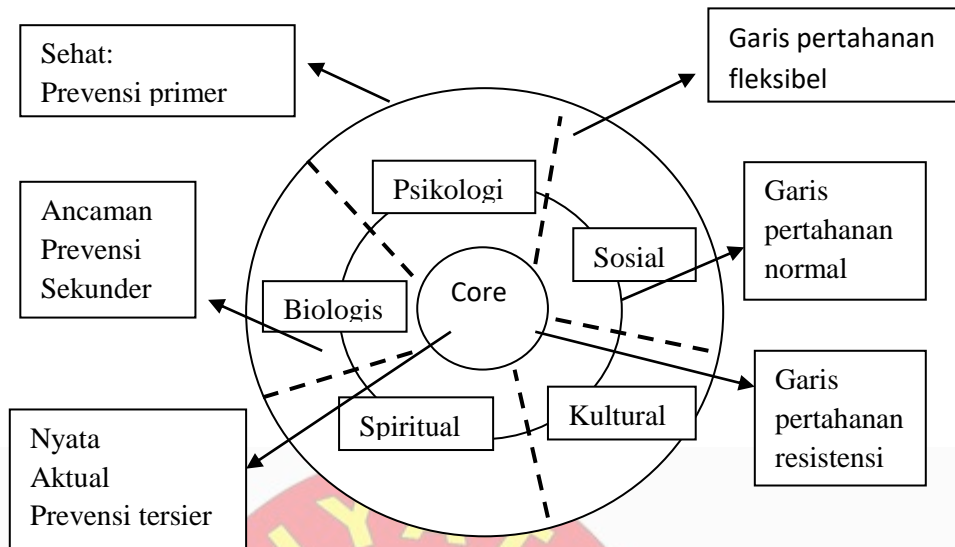 Sehat:
Prevensi primer
Garis pertahanan
fleksibel
Ancaman
Prevensi
Sekunder
Psikologi
Sosial
Biologis
Core
Spiritual
Kultural
Garis
pertahanan
normal
Nyata
Aktual
Prevensi tersier
Garis
pertahanan
resistensi